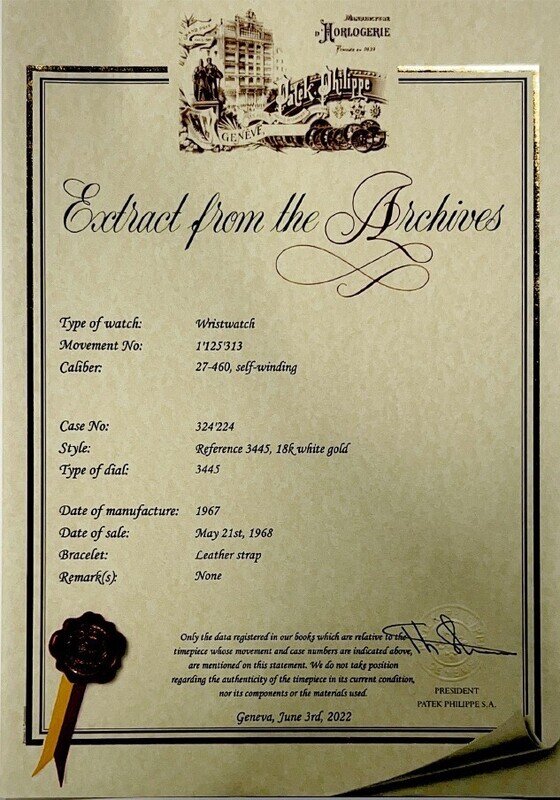 Manufacture
d'Horlogerie
Fondée en 1839
Patek Philippe
GENÈVE
Extract from the Archives
Type of watch: Wristwatch
Movement No: 1'125'313
Caliber: 27-460, self-winding
Case No: 324'224
Style: Reference 3445, 18k white gold
Type of dial: 3445
Date of manufacture: 1967
Date of sale: May 21st, 1968
Bracelet: Leather strap
Remark(s): None
Only the data registered in our books which are relative to the
timepiece whose movement and case numbers are indicated above,
are mentioned on this statement. We do not take position
regarding the authenticity of the timepiece in its current condition,
nor its components or the materials used.
Geneva, June 3rd, 2022
PRESIDENT
PATEK PHILIPPE S.A.